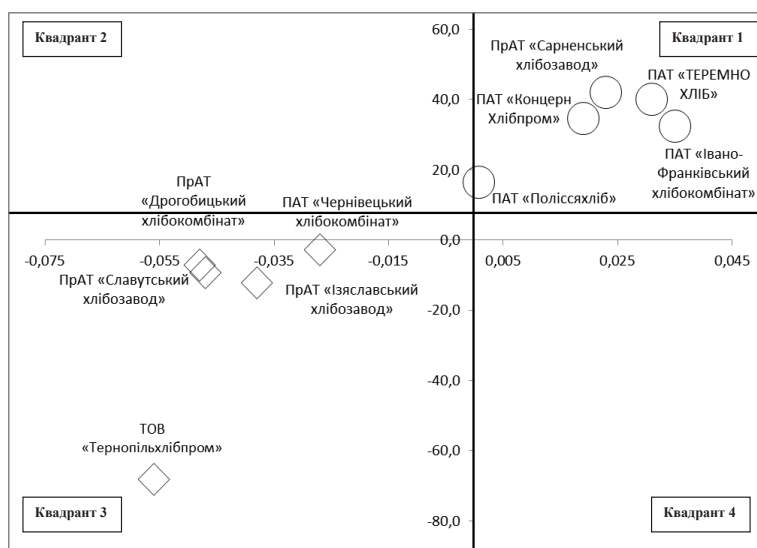 Квадрант 2
60,0
Квадрант 1
ПрАТ «Сарненський
хлібозавод»
ПАТ «ТЕРЕМНО
ХЛІБ»
40,0
ПАТ «Концерн
Хлібпром»
ПАТ «Івано-
Франківський
хлібокомбінат»
20,0
ПАТ «Поліссяхліб»
ПрАТ
«Дрогобицький
хлібокомбінат»
ПАТ «Чернівецький
хлібокомбінат»
0,0
-0,075
-0,055
-0,035
-0,015
0,005
0,025
0,045
ПрАТ «Славутський
хлібозавод»
ПрАТ «Ізяславський
хлібозавод»
-20,0
-40,0
ТОВ
«Тернопільхлібпром»
-60,0
Квадрант 3
-80,0
Квадрант 4